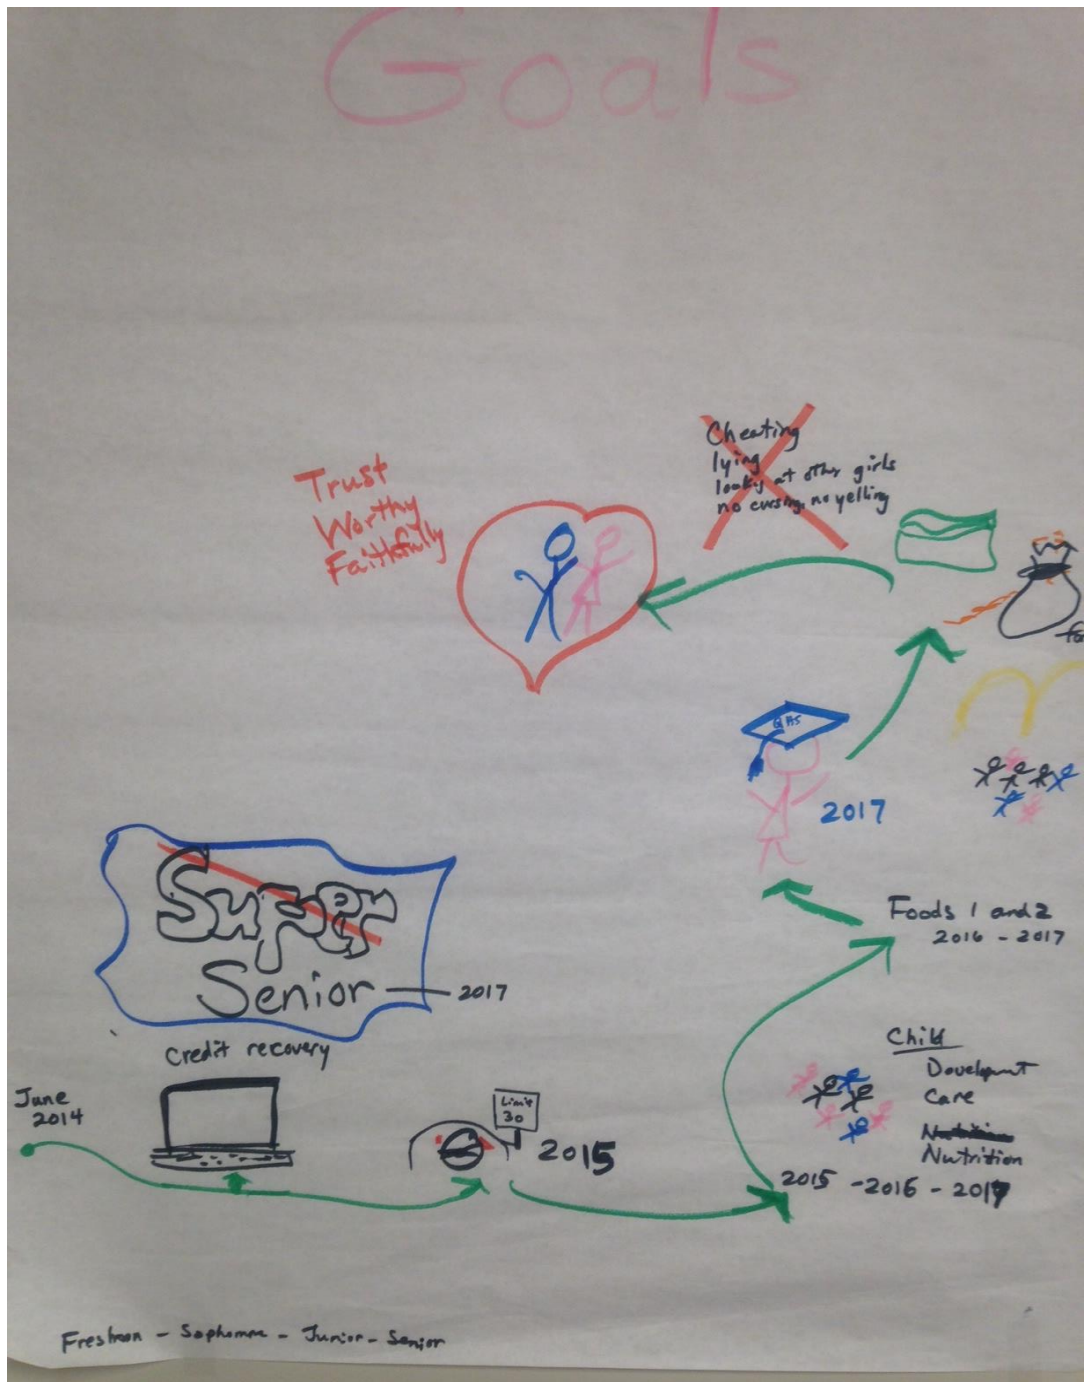 Goals
Cheating
lying
looking at other girls
no cursing, no yelling
Trust
Worthy
Faithfully
QHS
2017
Super
Senior — 2017
Foods 1 and 2
2016 - 2017
credit recovery
Child
Development
Care
Nutrition
Nutrition
June
2014
Limit
30
2015
2015 - 2016 - 2017
Freshman - Sophomore - Junior - Senior